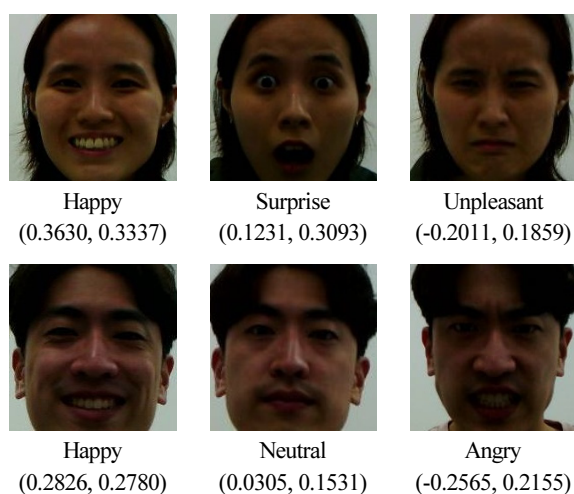 Happy
Surprise
Unpleasant
(0.3630, 0.3337)
(0.1231, 0.3093)
(-0.2011, 0.1859)
Happy
Neutral
Angry
(0.2826, 0.2780)
(0.0305, 0.1531)
(-0.2565, 0.2155)